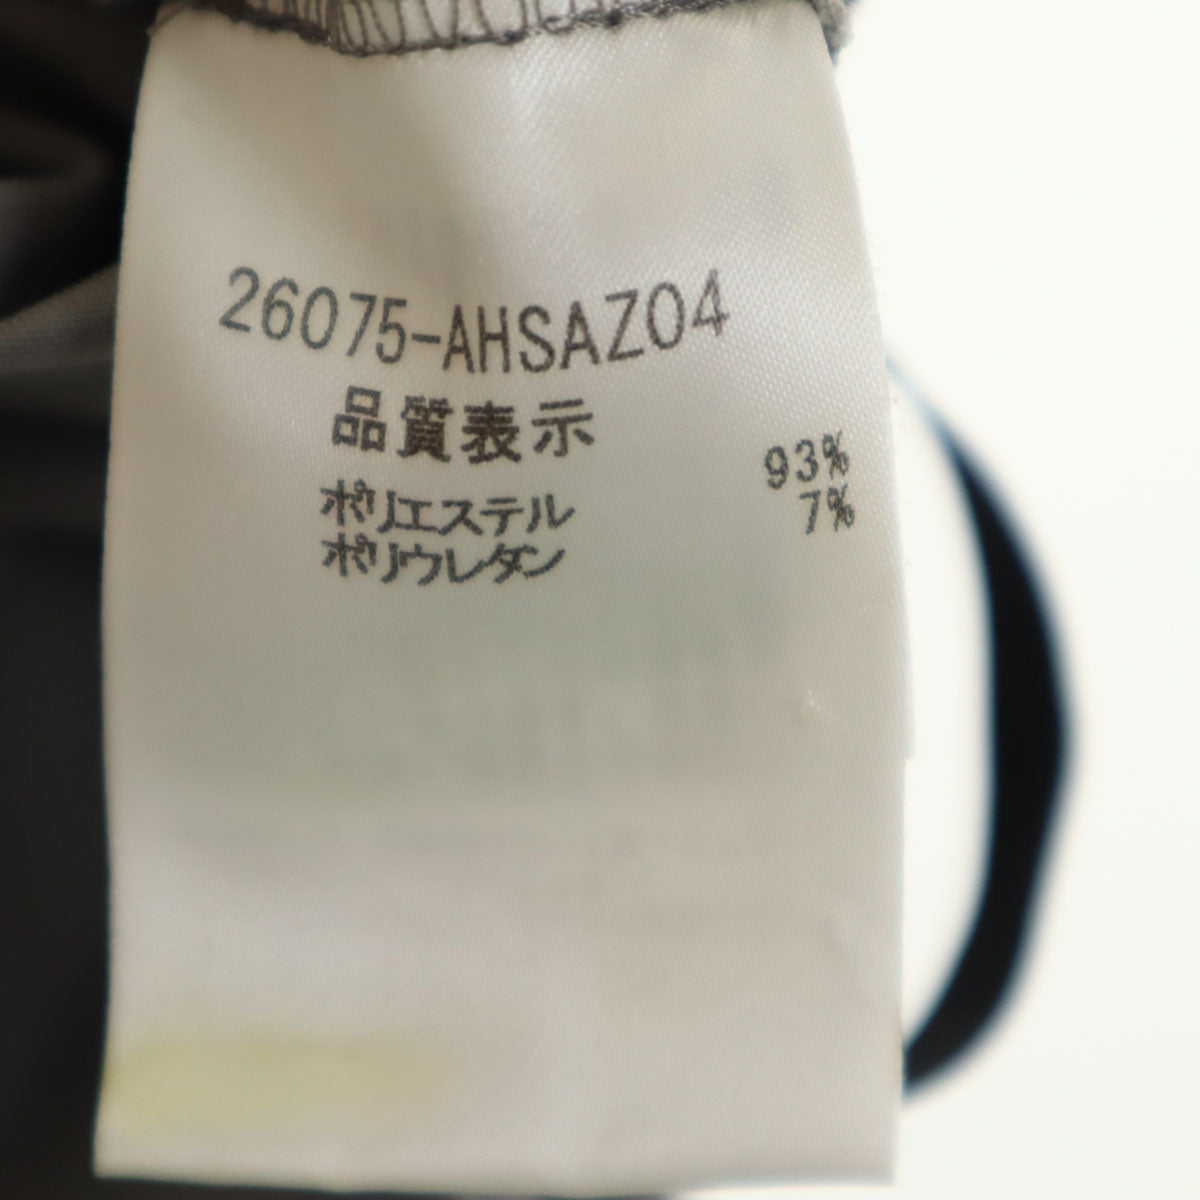 26075-AHSAZ04
品質表示
ポリエステル 93%
ポリウレタン 7%